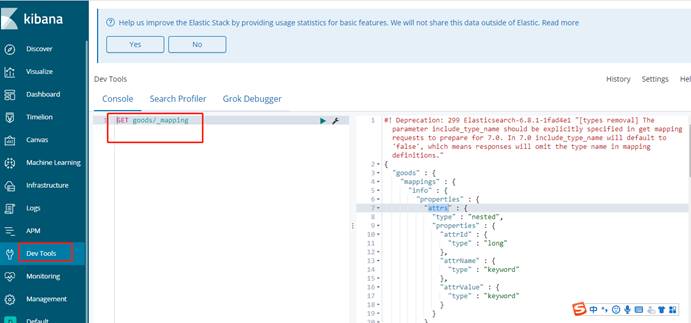 kibana
Help us improve the Elastic Stack by providing usage statistics for basic features. We will not share this data outside of Elastic. Read more
Yes
No
Discover
Visualize
Dashboard
Timelion
Canvas
Machine Learning
Infrastructure
Logs
APM
Dev Tools
Monitoring
Management
Default
Dev Tools
History
Settings
Hel
Console
Search Profiler
Grok Debugger
1 GET goods/_mapping
1 #! Deprecation: 299 Elasticsearch-6.8.1-1fad4e1 "[types removal] The
parameter include_type_name should be explicitly specified in get mapping
requests to prepare for 7.0. In 7.0 include_type_name will default to
'false', which means responses will omit the type name in mapping
definitions."
2 {
3 "goods" : {
4 "mappings" : {
5 "info" : {
6 "properties" : {
7 "attrs" : {
8 "type" : "nested",
9 "properties" : {
10 "attrId" : {
11 "type" : "long"
12 },
13 "attrName" : {
14 "type" : "keyword"
15 },
16 "attrValue" : {
17 "type" : "keyword"
18 }
19 }
20 },
S 中